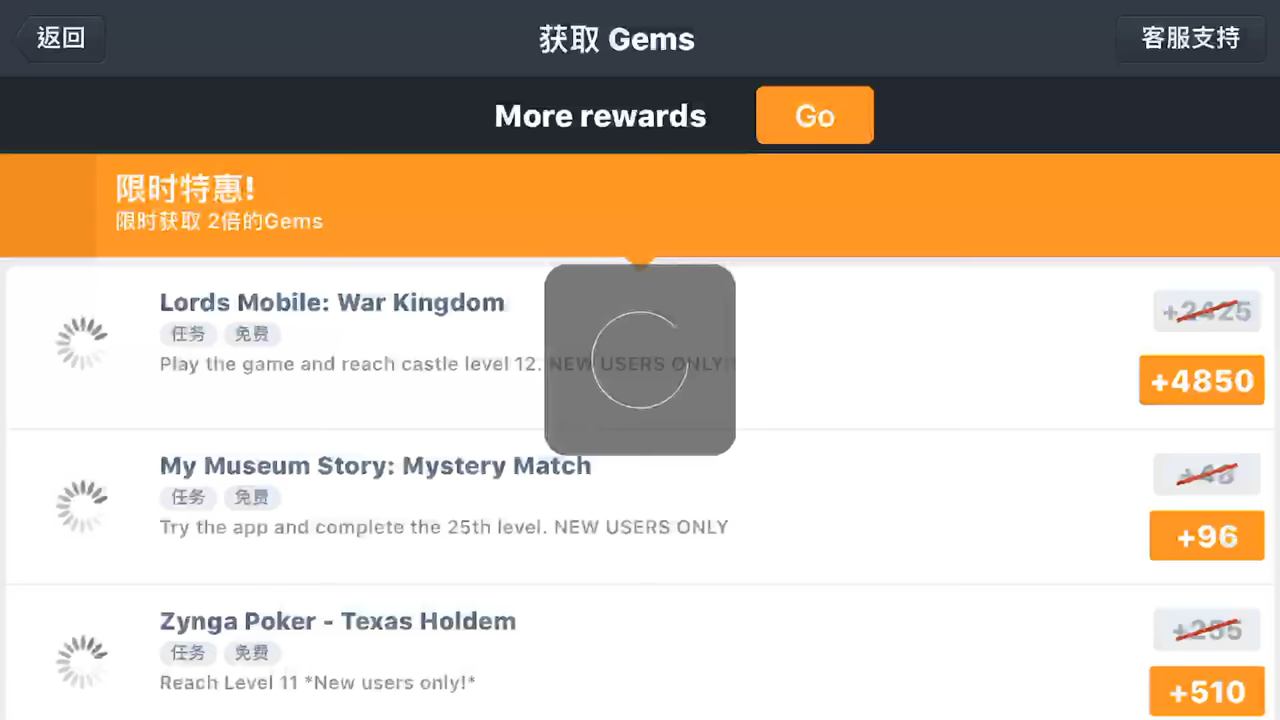 返回
获取 Gems
客服支持
More rewards
Go
限时特惠!
限时获取 2倍的Gems
Lords Mobile: War Kingdom
任务 免费
Play the game and reach castle level 12. NEW USERS ONLY!!
+2425
+4850
My Museum Story: Mystery Match
任务 免费
Try the app and complete the 25th level. NEW USERS ONLY
+48
+96
Zynga Poker - Texas Holdem
任务 免费
Reach Level 11 *New users only!*
+255
+510